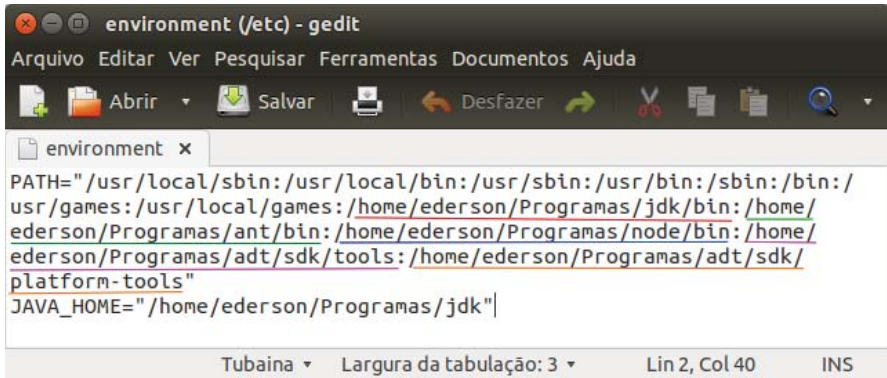 environment (/etc) - gedit
Arquivo Editar Ver Pesquisar Ferramentas Documentos Ajuda
Abrir Salvar Desfazer
environment ×
PATH="/usr/local/sbin:/usr/local/bin:/usr/sbin:/usr/bin:/sbin:/bin:/
usr/games:/usr/local/games:/home/ederson/Programas/jdk/bin:/home/
ederson/Programas/ant/bin:/home/ederson/Programas/node/bin:/home/
ederson/Programas/adt/sdk/tools:/home/ederson/Programas/adt/sdk/
platform-tools"
JAVA_HOME="/home/ederson/Programas/jdk"
Tubaina Largura da tabulação: 3 Lin 2, Col 40 INS